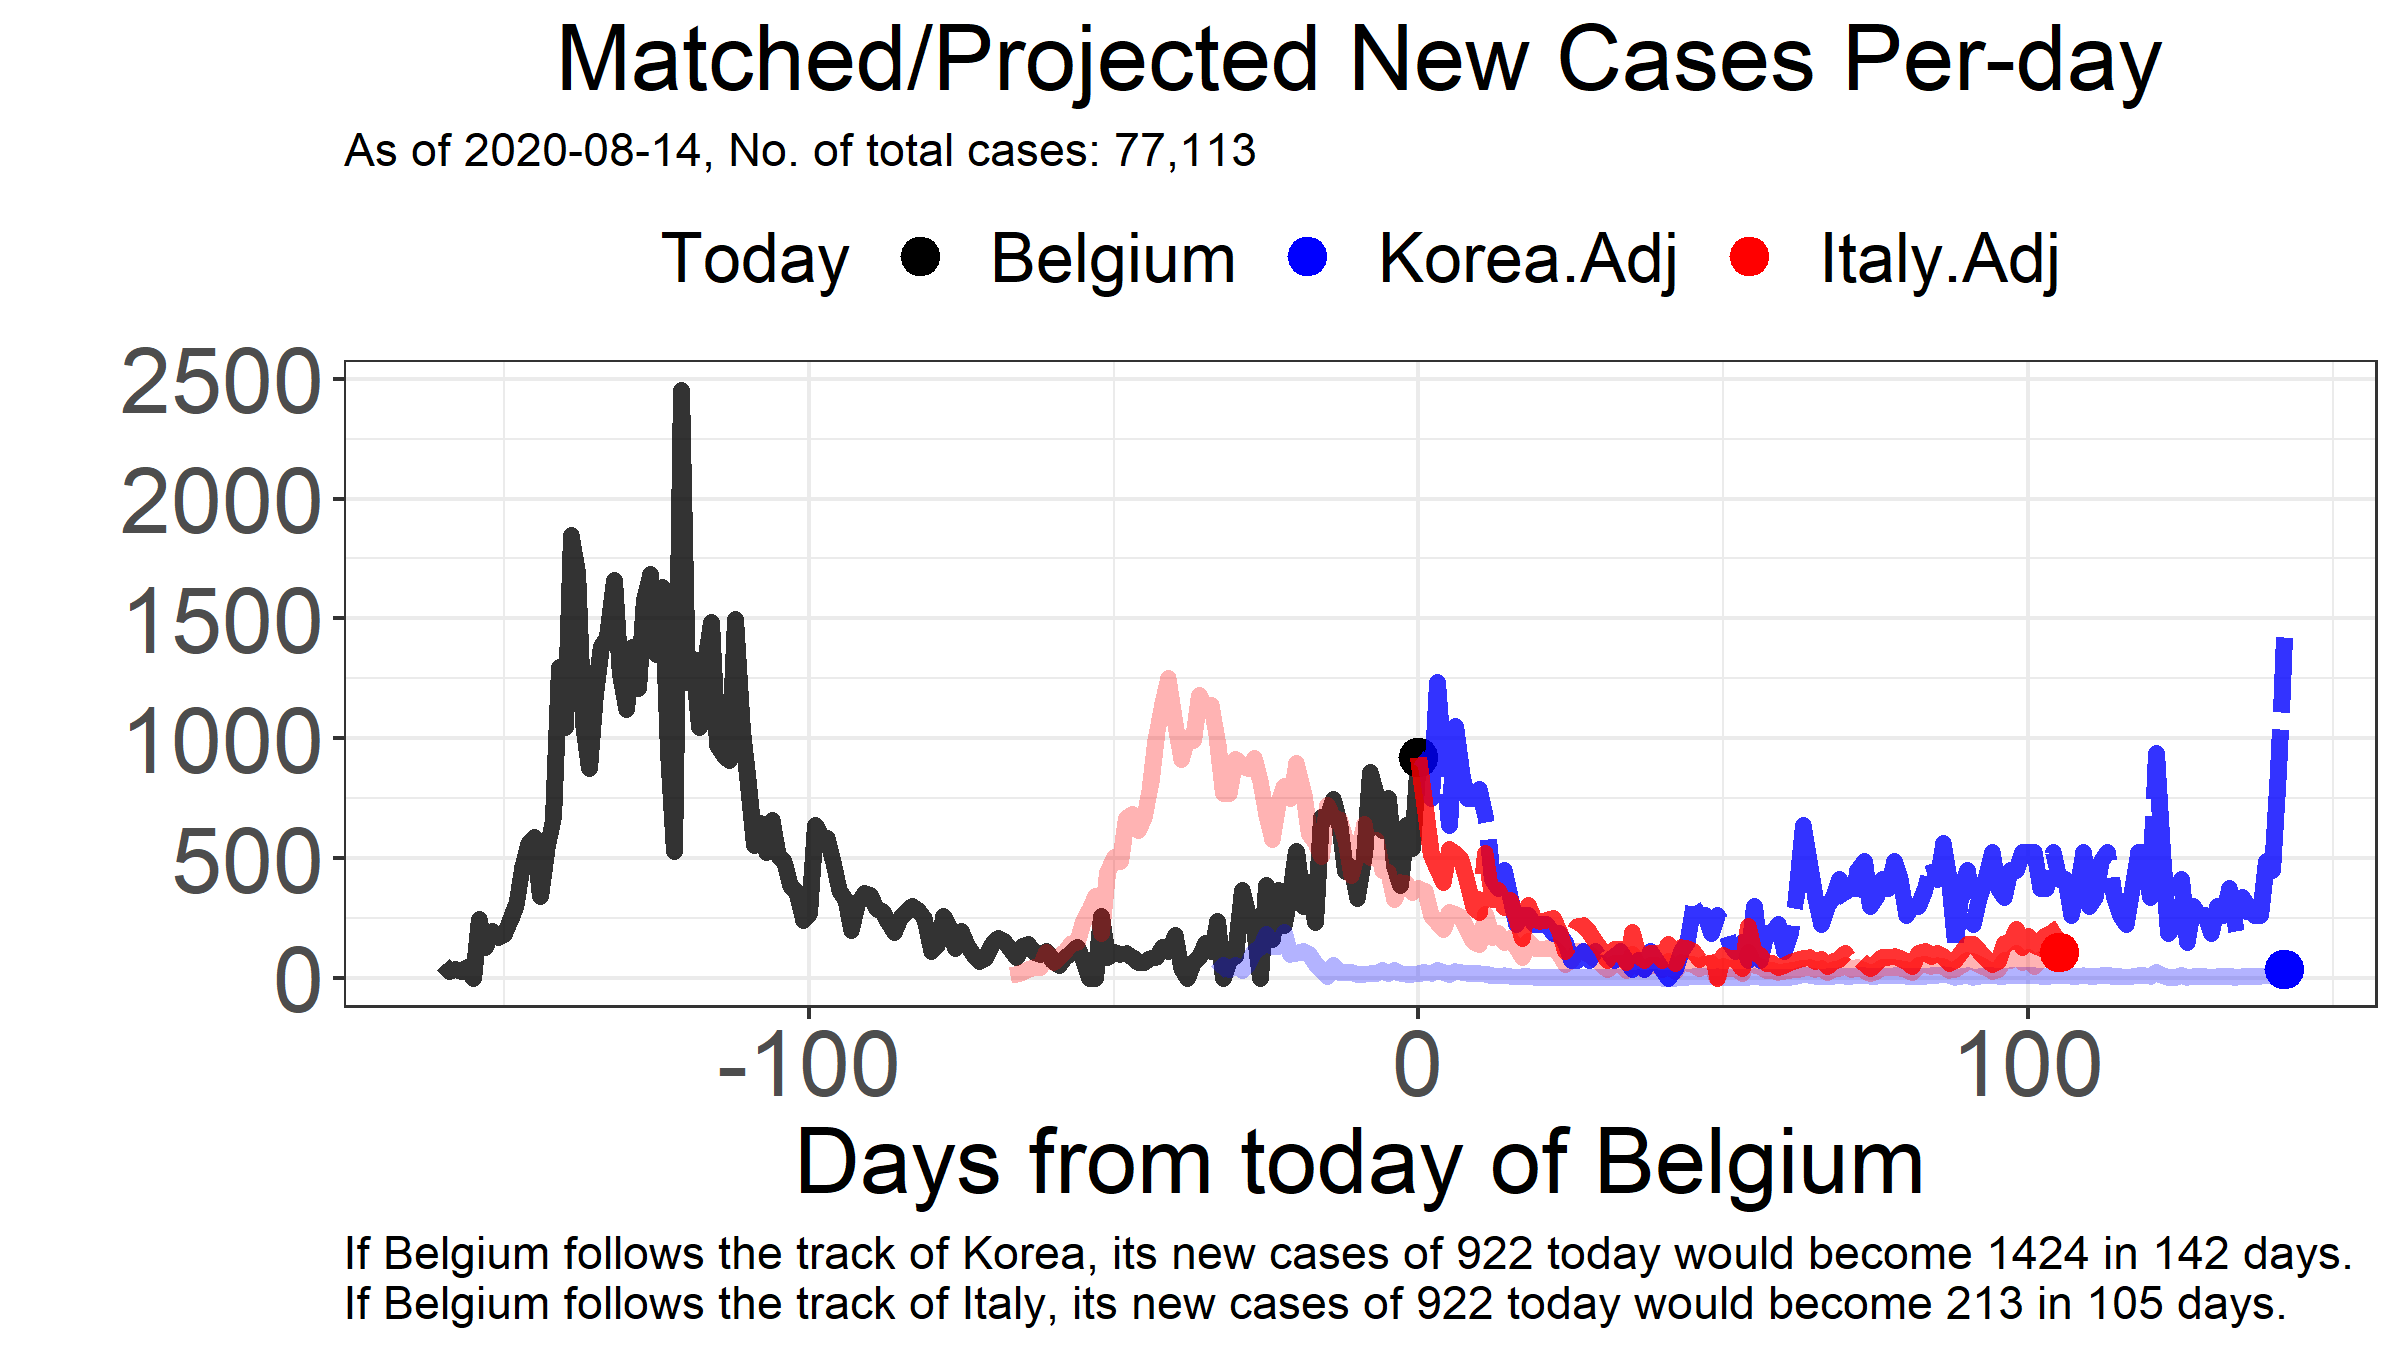 Matched/Projected New Cases Per-day
As of 2020-08-14, No. of total cases: 77,113
Today Belgium Korea.Adj Italy.Adj
2500
2000
1500
1000
500
0
-100 0 100
Days from today of Belgium
If Belgium follows the track of Korea, its new cases of 922 today would become 1424 in 142 days.
If Belgium follows the track of Italy, its new cases of 922 today would become 213 in 105 days.